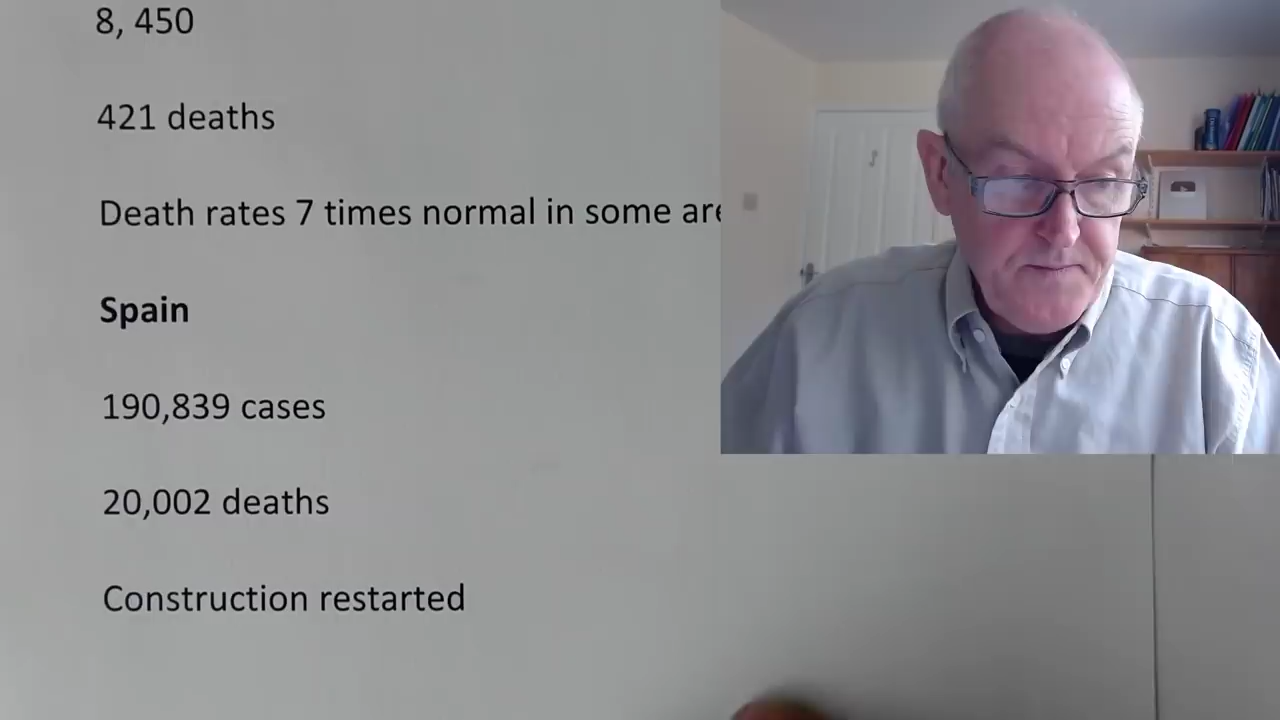 8, 450
421 deaths
Death rates 7 times normal in some are
Spain
190,839 cases
20,002 deaths
Construction restarted